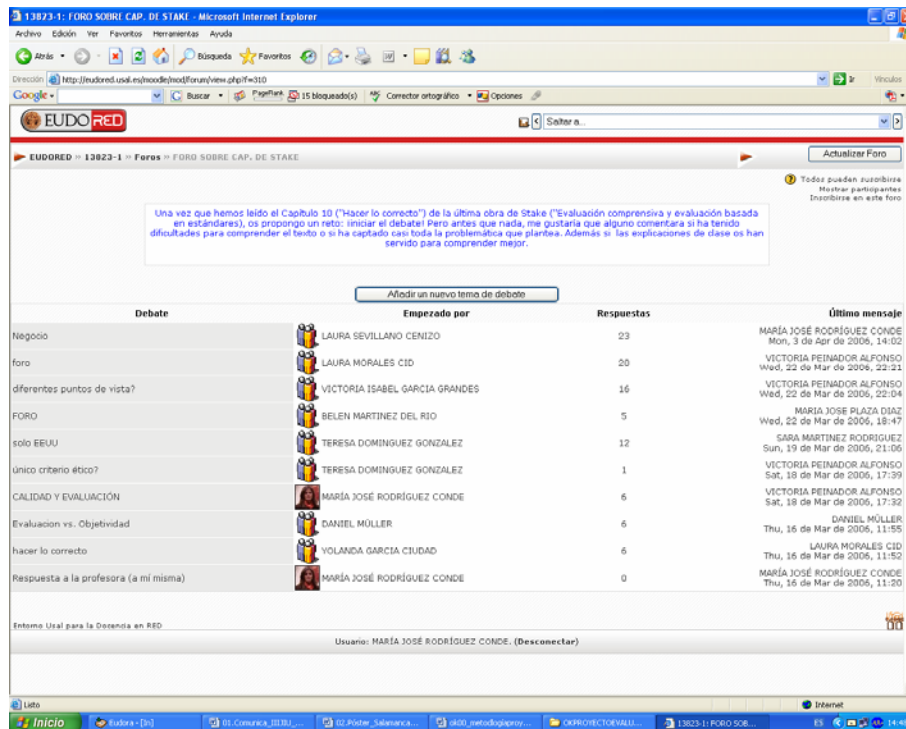 13823-1: FORO SOBRE CAP. DE STAKE - Microsoft Internet Explorer
Archivo Edición Ver Favoritos Herramientas Ayuda
Atrás Búsqueda Favoritos
Dirección http://eudored.usal.es/moodle/mod/forum/view.php?f=310 Ir Vínculos
Google Buscar PageRank 15 bloqueado(s) Corrector ortográfico Opciones
EUDO RED Saltar a...
EUDORED » 13823-1 » Foros » FORO SOBRE CAP. DE STAKE Actualizar Foro
Todos pueden suscribirse
Mostrar participantes
Inscribirse en este foro
Una vez que hemos leído el Capítulo 10 ("Hacer lo correcto") de la última obra de Stake ("Evaluación comprensiva y evaluación basada
en estándares), os propongo un reto: ¡iniciar el debate! Pero antes que nada, me gustaría que alguno comentara si ha tenido
dificultades para comprender el texto o si ha captado casi toda la problemática que plantea. Además si las explicaciones de clase os han
servido para comprender mejor.
Añadir un nuevo tema de debate
Debate Empezado por Respuestas Último mensaje
Negocio LAURA SEVILLANO CENIZO 23 MARÍA JOSÉ RODRÍGUEZ CONDE
Mon, 3 de Apr de 2006, 14:02
foro LAURA MORALES CID 20 VICTORIA PEINADOR ALFONSO
Wed, 22 de Mar de 2006, 22:21
diferentes puntos de vista? VICTORIA ISABEL GARCIA GRANDES 16 VICTORIA PEINADOR ALFONSO
Wed, 22 de Mar de 2006, 22:04
FORO BELEN MARTINEZ DEL RIO 5 MARIA JOSE PLAZA DIAZ
Wed, 22 de Mar de 2006, 18:47
solo EEUU TERESA DOMINGUEZ GONZALEZ 12 SARA MARTINEZ RODRIGUEZ
Sun, 19 de Mar de 2006, 21:06
único criterio ético? TERESA DOMINGUEZ GONZALEZ 1 VICTORIA PEINADOR ALFONSO
Sat, 18 de Mar de 2006, 17:39
CALIDAD Y EVALUACIÓN MARÍA JOSÉ RODRÍGUEZ CONDE 6 VICTORIA PEINADOR ALFONSO
Sat, 18 de Mar de 2006, 17:32
Evaluacion vs. Objetividad DANIEL MÜLLER 6 DANIEL MÜLLER
Thu, 16 de Mar de 2006, 11:55
hacer lo correcto YOLANDA GARCIA CIUDAD 6 LAURA MORALES CID
Thu, 16 de Mar de 2006, 11:52
Respuesta a la profesora (a mí misma) MARÍA JOSÉ RODRÍGUEZ CONDE 0 MARÍA JOSÉ RODRÍGUEZ CONDE
Thu, 16 de Mar de 2006, 11:20
Entorno Usal para la Docencia en RED
Usuario: MARÍA JOSÉ RODRÍGUEZ CONDE. (Desconectar)
Listo Internet
Inicio Eudora - [In] 01.Comunica_IIIJU_... 02.Póster_Salamanca... ok00_metodlogiaproy... OKPROYECTOEVALU... 13823-1: FORO SOB... ES